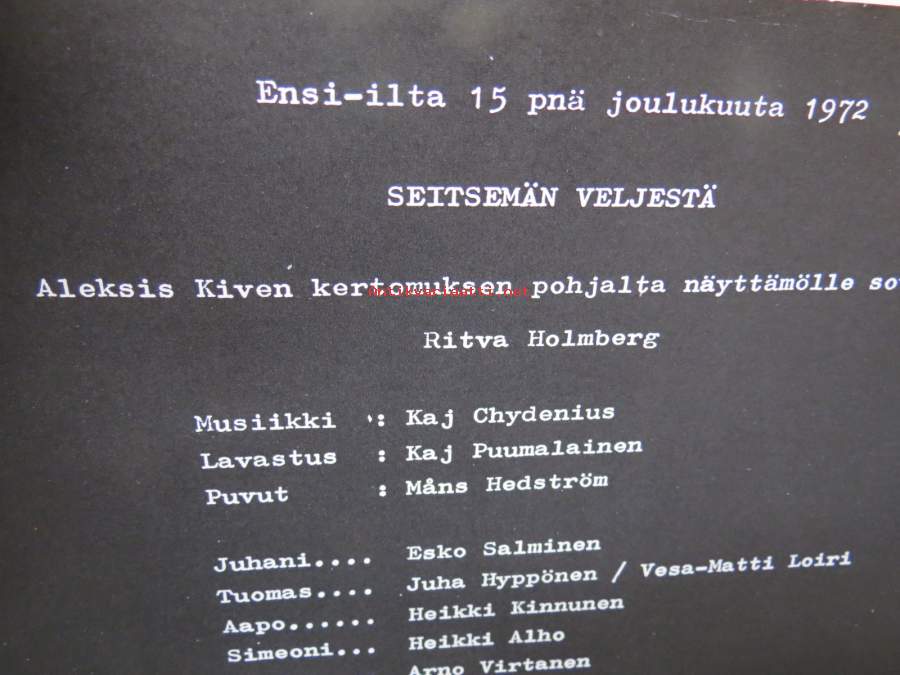 Ensi-ilta 15 pnä joulukuuta 1972
SEITSEMÄN VELJESTÄ
Aleksis Kiven kertomuksen pohjalta näyttämölle
Ritva Holmberg
Musiikki : Kaj Chydenius
Lavastus : Kaj Puumalainen
Puvut : Måns Hedström
Juhani.... Esko Salminen
Tuomas.... Juha Hyppönen / Vesa-Matti Loiri
Aapo...... Heikki Kinnunen
Simeoni... Heikki Alho
Arno Virtanen
Antikvariaatti.net